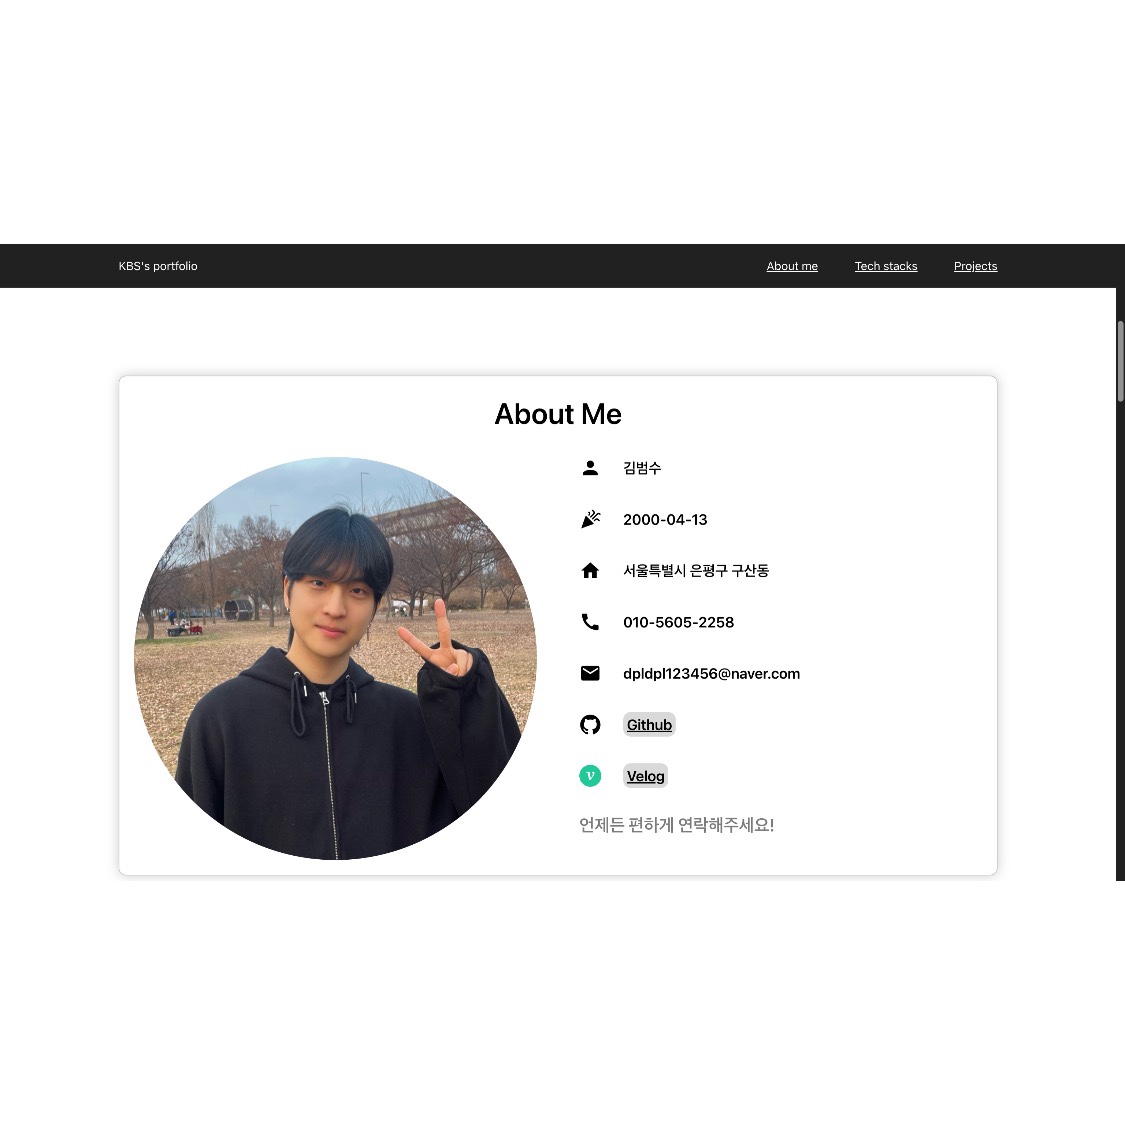 KBS's portfolio
About me
Tech stacks
Projects
About Me
김범수
2000-04-13
서울특별시 은평구 구산동
010-5605-2258
dpldpl123456@naver.com
Github
v
Velog
언제든 편하게 연락해주세요!